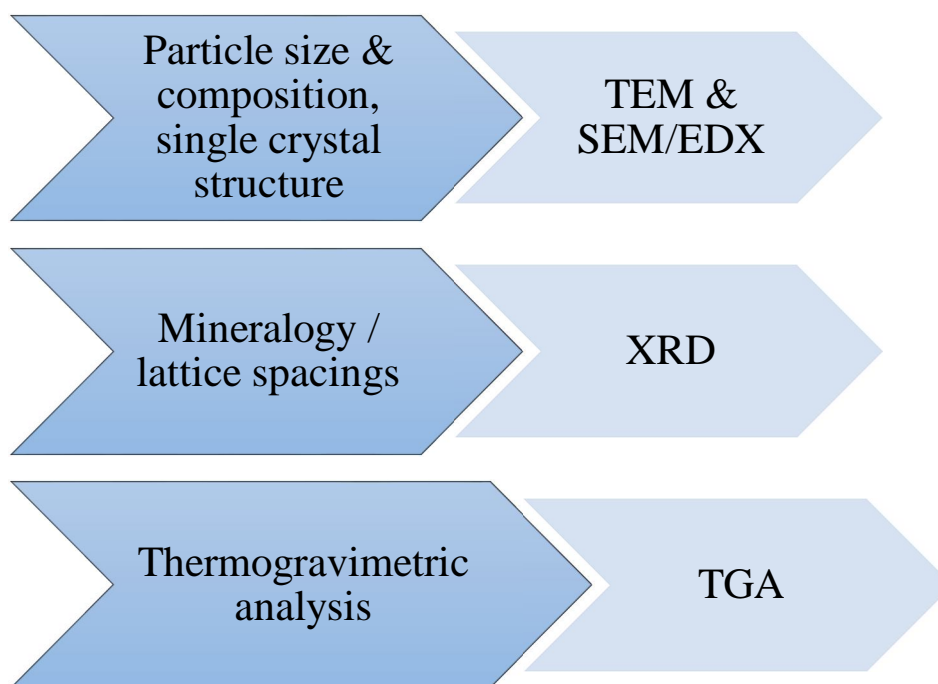 Particle size &
composition,
single crystal
structure
TEM &
SEM/EDX
Mineralogy /
lattice spacings
XRD
Thermogravimetric
analysis
TGA